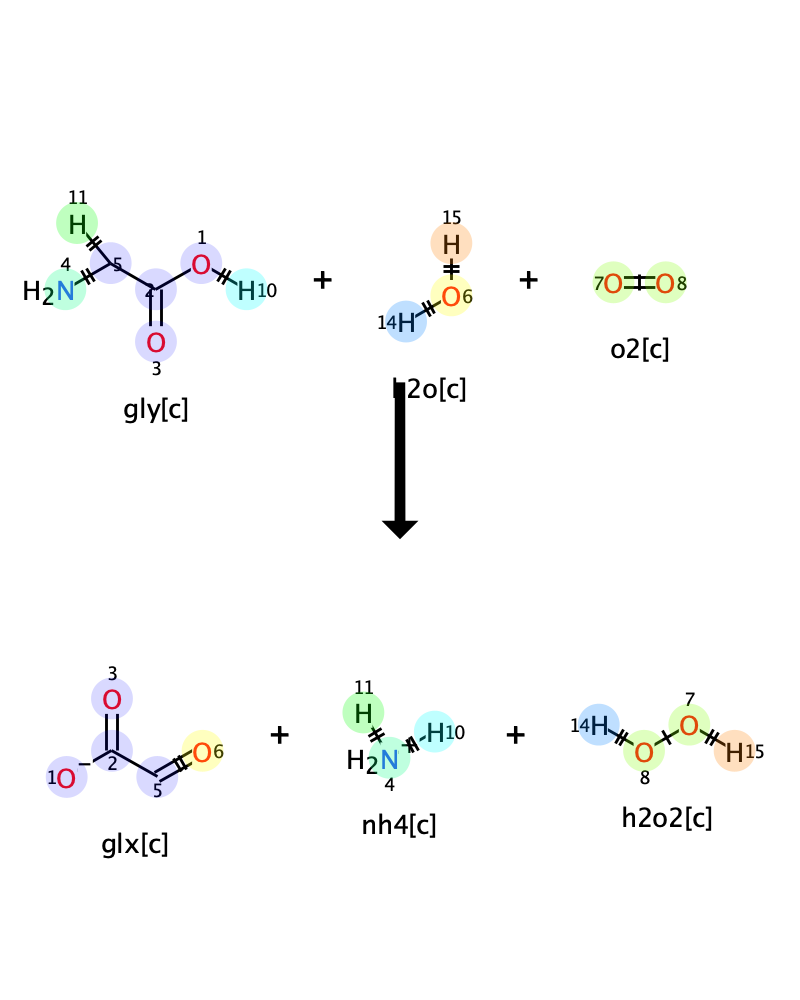 11
H
15
1
H
4
5
O
7O O8
H2N
2
H10
+
O6
+
14H
O
3
o2[c]
gly[c]
h2o[c]
3
O
11
H
7
+
H10
+
14H
O
O6
2
H2N
O
H15
1O−
5
4
8
glx[c]
nh4[c]
h2o2[c]